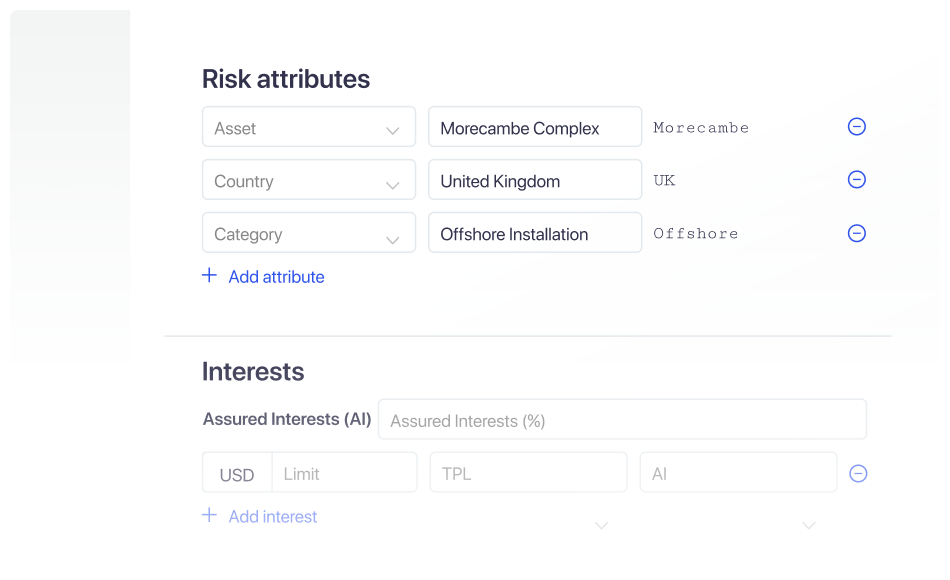 Risk attributes
Asset Morecambe Complex Morecambe
Country United Kingdom UK
Category Offshore Installation Offshore
Add attribute
Interests
Assured Interests (AI) Assured Interests (%)
USD Limit TPL AI
Add interest